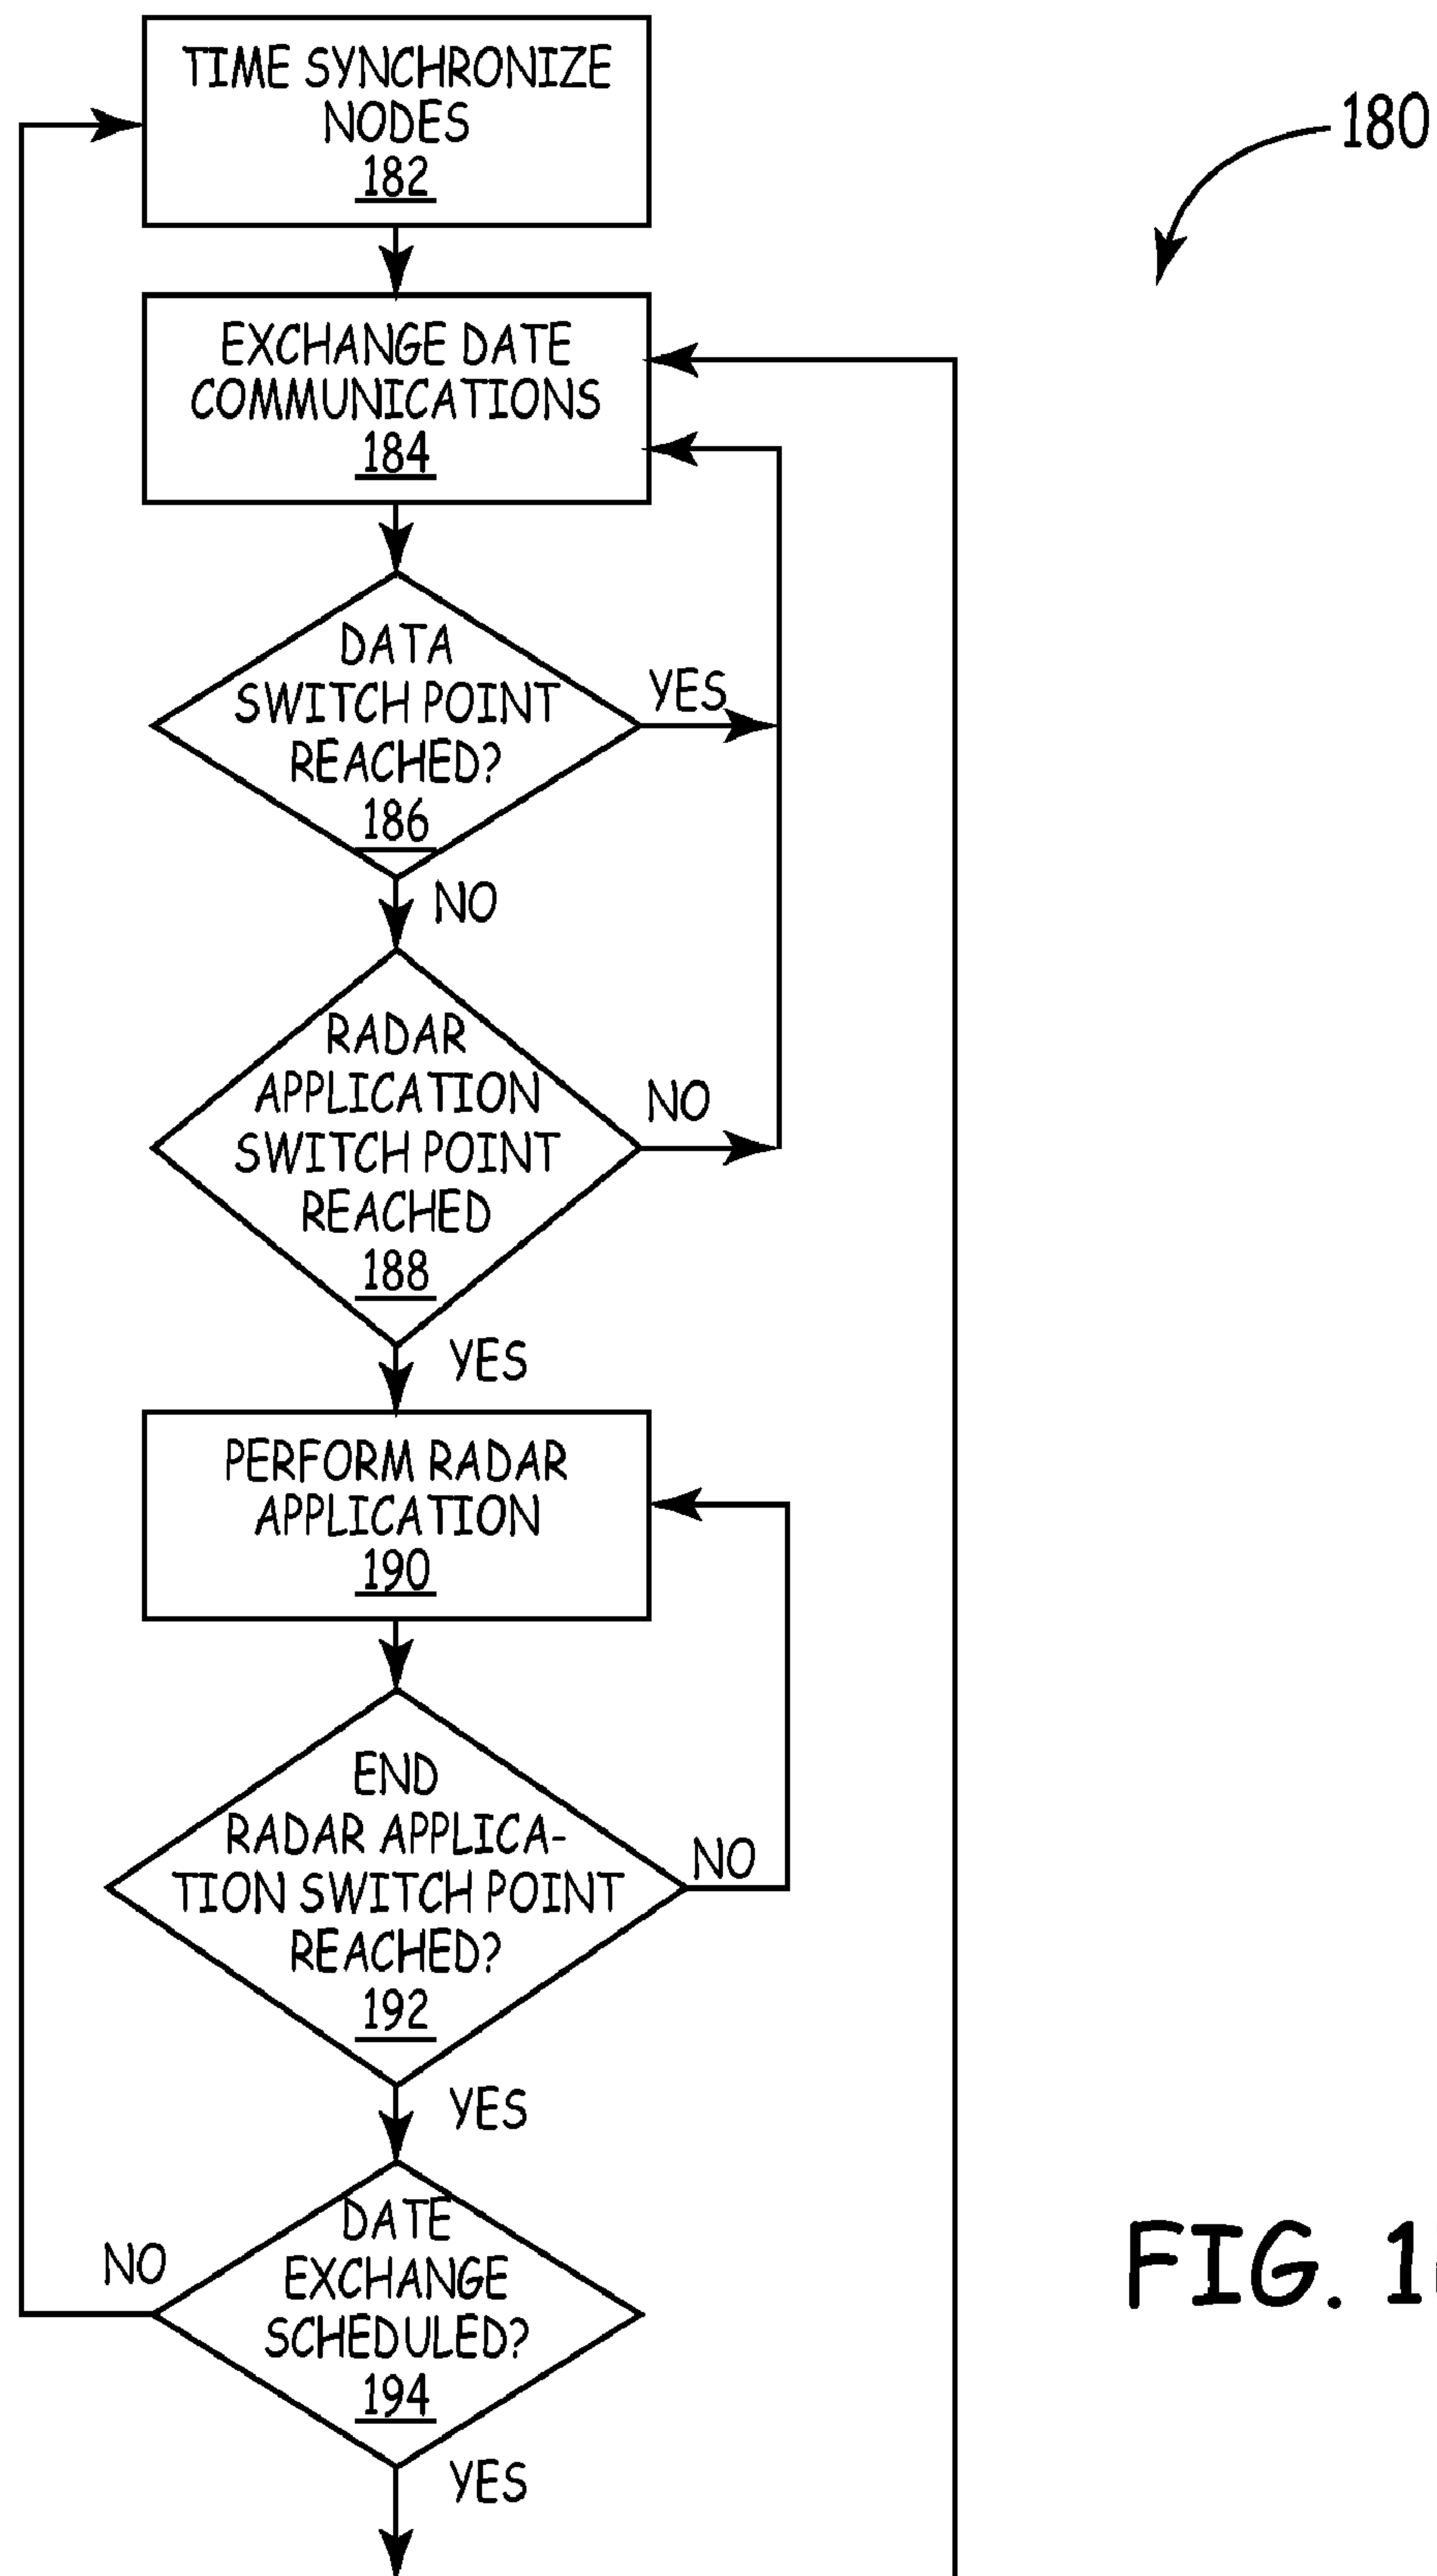 TIME SYNCHRONIZE
NODES
182
180
EXCHANGE DATE
COMMUNICATIONS
184
DATA
SWITCH POINT
REACHED?
186
YES
NO
RADAR
APPLICATION
SWITCH POINT
REACHED
188
NO
YES
PERFORM RADAR
APPLICATION
190
END
RADAR APPLICA-
TION SWITCH POINT
REACHED?
192
NO
YES
DATE
EXCHANGE
SCHEDULED?
194
NO
YES
FIG.